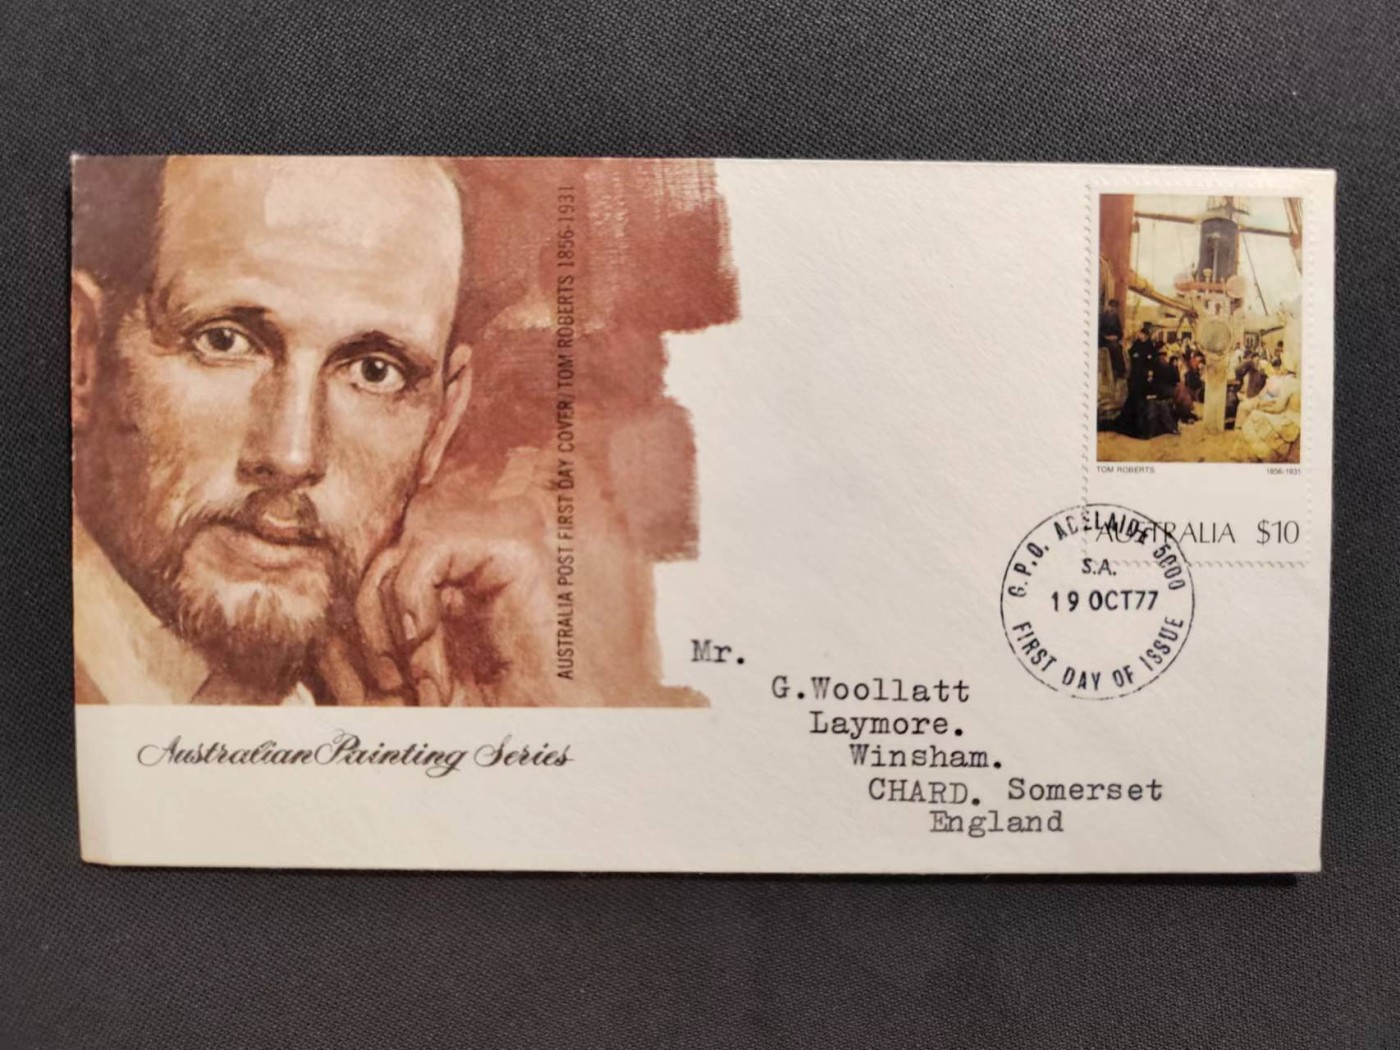 AUSTRALIA POST FIRST DAY COVER/TOM ROBERTS 1856-1931
Australian Painting Series
TOM ROBERTS 1856-1931
AUSTRALIA $10
G.P.O. ADELAIDE 5000
S.A.
19 OCT77
FIRST DAY OF ISSUE
Mr.
G.Woollatt
Laymore.
Winsham.
CHARD. Somerset
England